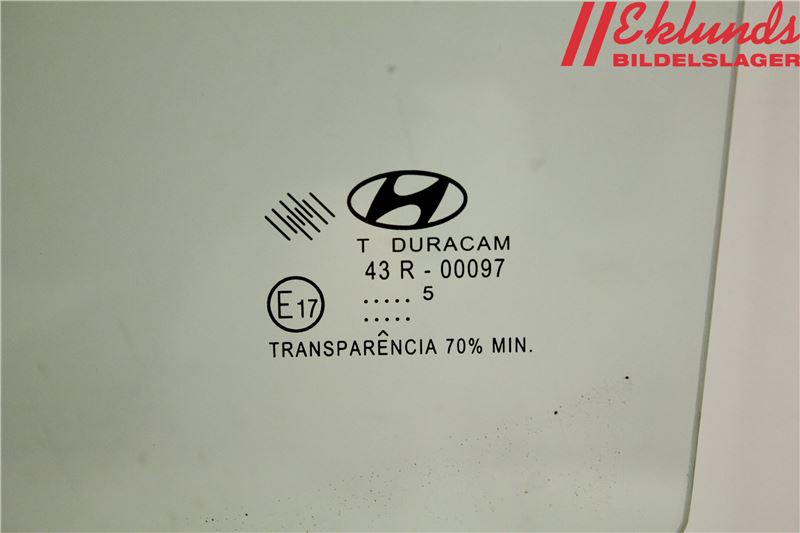 Eklunds
BILDELSLAGER
T DURACAM
43 R - 00097
..... 5
E17
.....
TRANSPARÊNCIA 70% MIN.